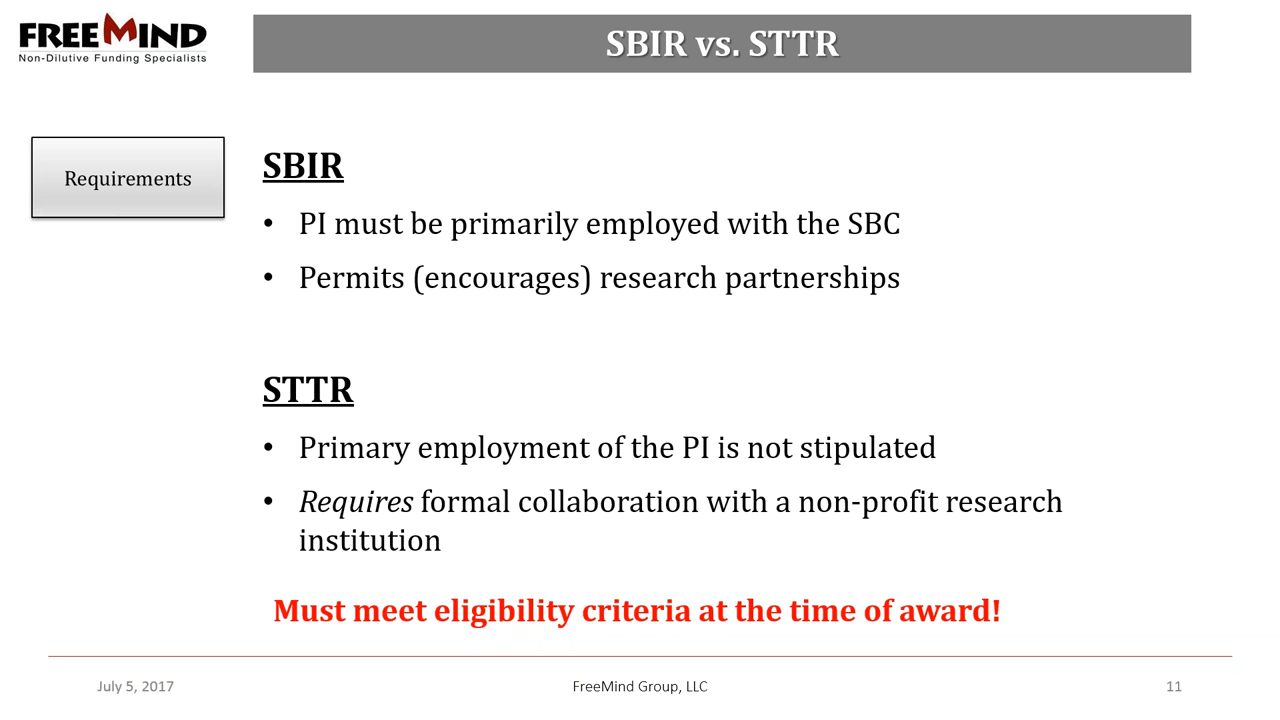 FREEMIND
Non-Dilutive Funding Specialists
SBIR vs. STTR
Requirements
SBIR
• PI must be primarily employed with the SBC
• Permits (encourages) research partnerships
STTR
• Primary employment of the PI is not stipulated
• Requires formal collaboration with a non-profit research
institution
Must meet eligibility criteria at the time of award!
July 5, 2017
FreeMind Group, LLC
11